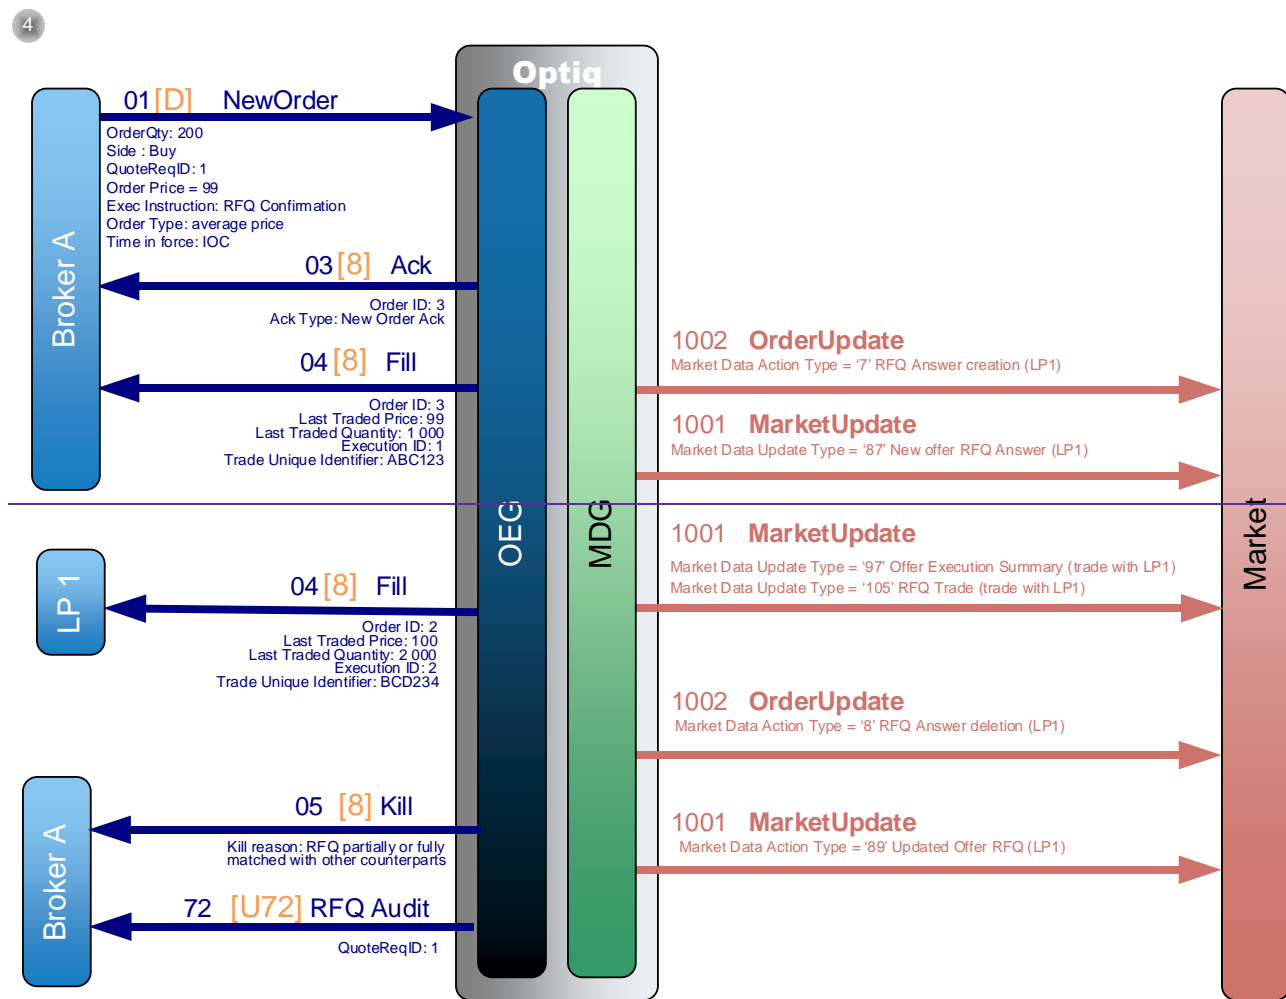 4
Optiq
01 [D] NewOrder
OrderQty: 200
Side : Buy
QuoteReqID: 1
Order Price = 99
Exec Instruction: RFQ Confirmation
Order Type: average price
Time in force: IOC
Broker A
03 [8] Ack
Order ID: 3
Ack Type: New Order Ack
04 [8] Fill
Order ID: 3
Last Traded Price: 99
Last Traded Quantity: 1 000
Execution ID: 1
Trade Unique Identifier: ABC123
1002 OrderUpdate
Market Data Action Type = ‘7’ RFQ Answer creation (LP1)
1001 MarketUpdate
Market Data Update Type = ‘87’ New offer RFQ Answer (LP1)
OEG
MDG
Market
1001 MarketUpdate
Market Data Update Type = ‘97’ Offer Execution Summary (trade with LP1)
Market Data Update Type = ‘105’ RFQ Trade (trade with LP1)
LP 1
04 [8] Fill
Order ID: 2
Last Traded Price: 100
Last Traded Quantity: 2 000
Execution ID: 2
Trade Unique Identifier: BCD234
1002 OrderUpdate
Market Data Action Type = ‘8’ RFQ Answer deletion (LP1)
Broker A
05 [8] Kill
Kill reason: RFQ partially or fully
matched with other counterparts
1001 MarketUpdate
Market Data Action Type = ‘89’ Updated Offer RFQ (LP1)
72 [U72] RFQ Audit
QuoteReqID: 1